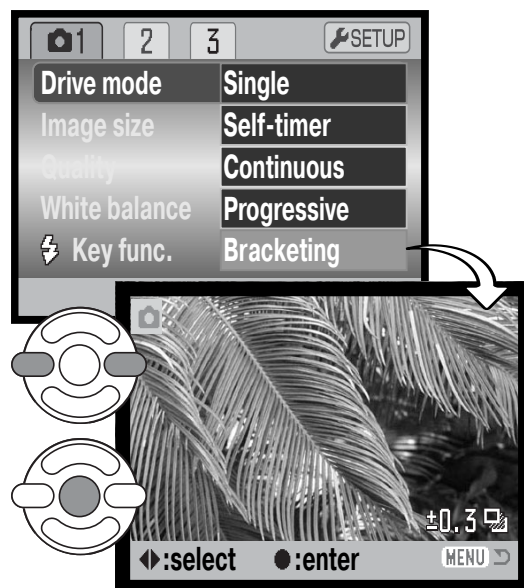 1 2 3 SETUP
Drive mode Single
Image size Self-timer
Quality Continuous
White balance Progressive
Key func. Bracketing
±0.3
:select :enter MENU